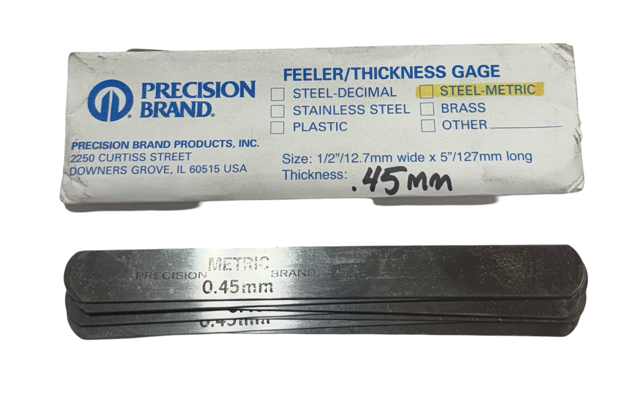 PRECISION
BRAND®
PRECISION BRAND PRODUCTS, INC.
2250 CURTISS STREET
DOWNERS GROVE, IL 60515 USA
FEELER/THICKNESS GAGE
STEEL-DECIMAL STEEL-METRIC
STAINLESS STEEL BRASS
PLASTIC OTHER
Size: 1/2"/12.7mm wide x 5"/127mm long
Thickness: .45mm
METRIC
PRECISION BRAND
0.45mm
0.45mm